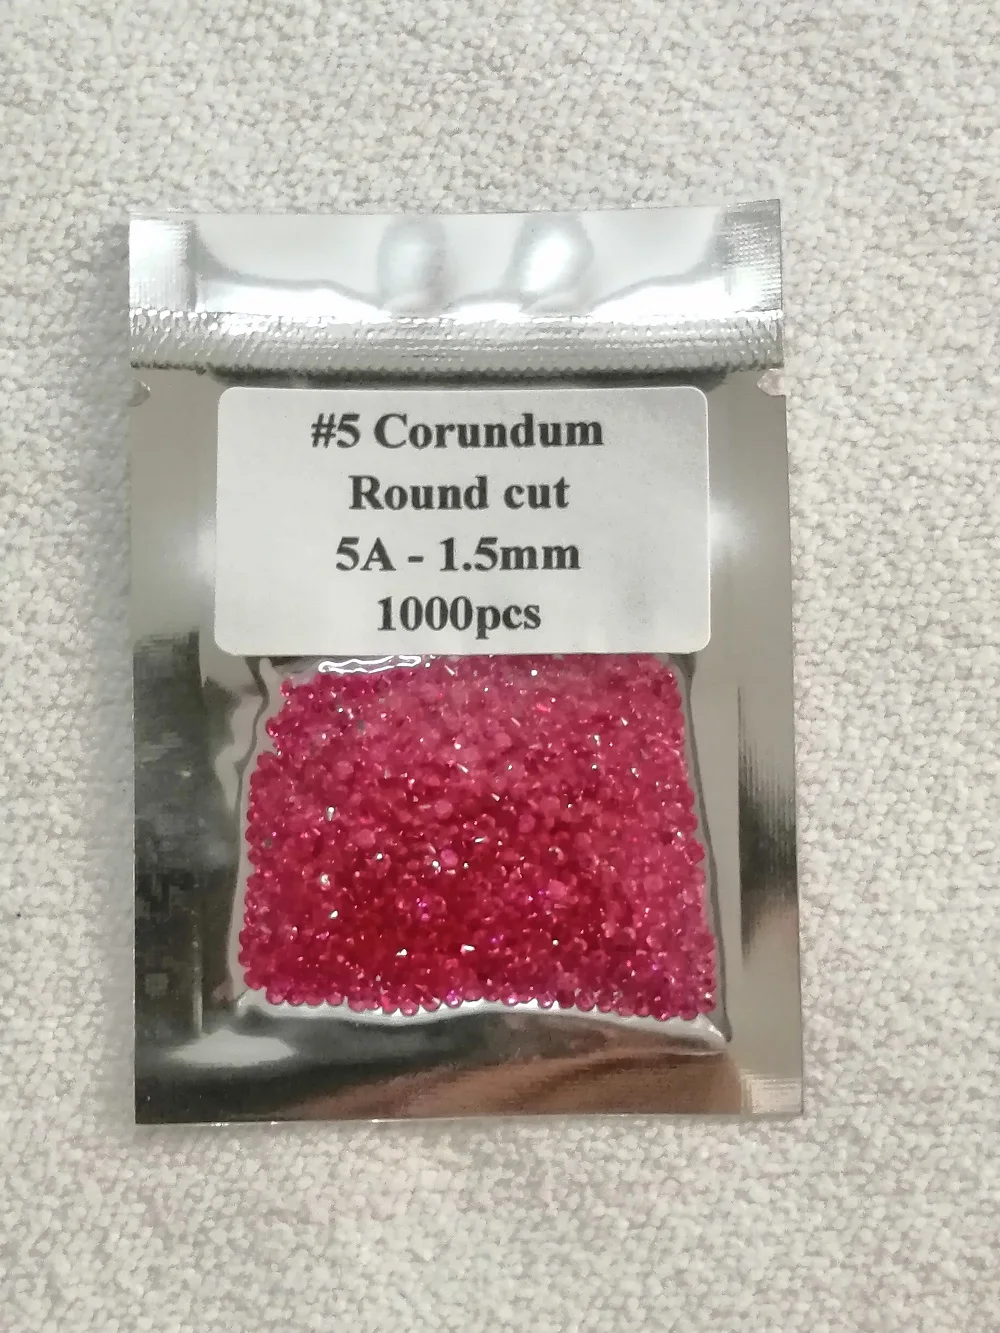 #5 Corundum
Round cut
5A - 1.5mm
1000pcs